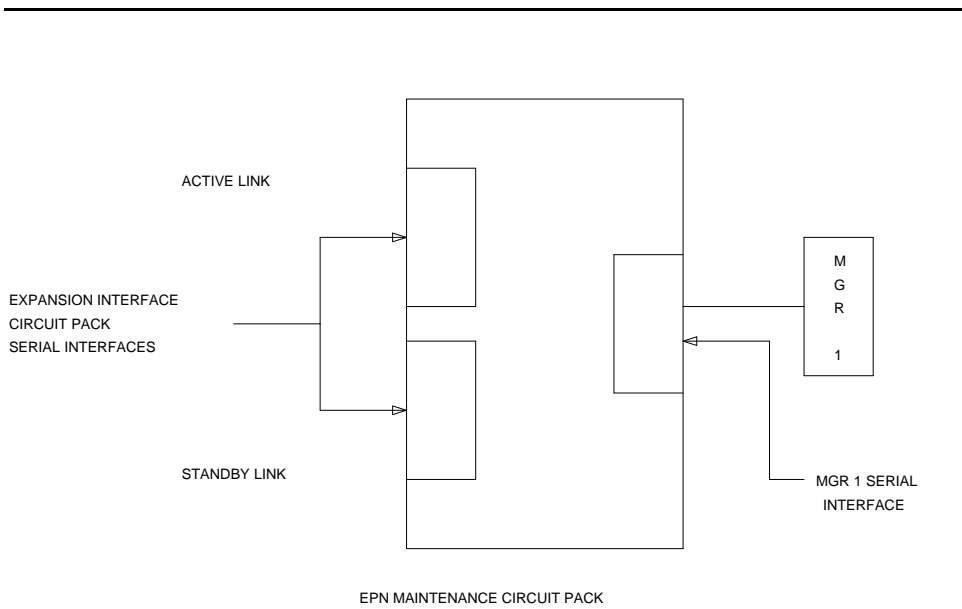 ACTIVE LINK
EXPANSION INTERFACE
CIRCUIT PACK
SERIAL INTERFACES
STANDBY LINK
M
G
R
1
MGR 1 SERIAL
INTERFACE
EPN MAINTENANCE CIRCUIT PACK